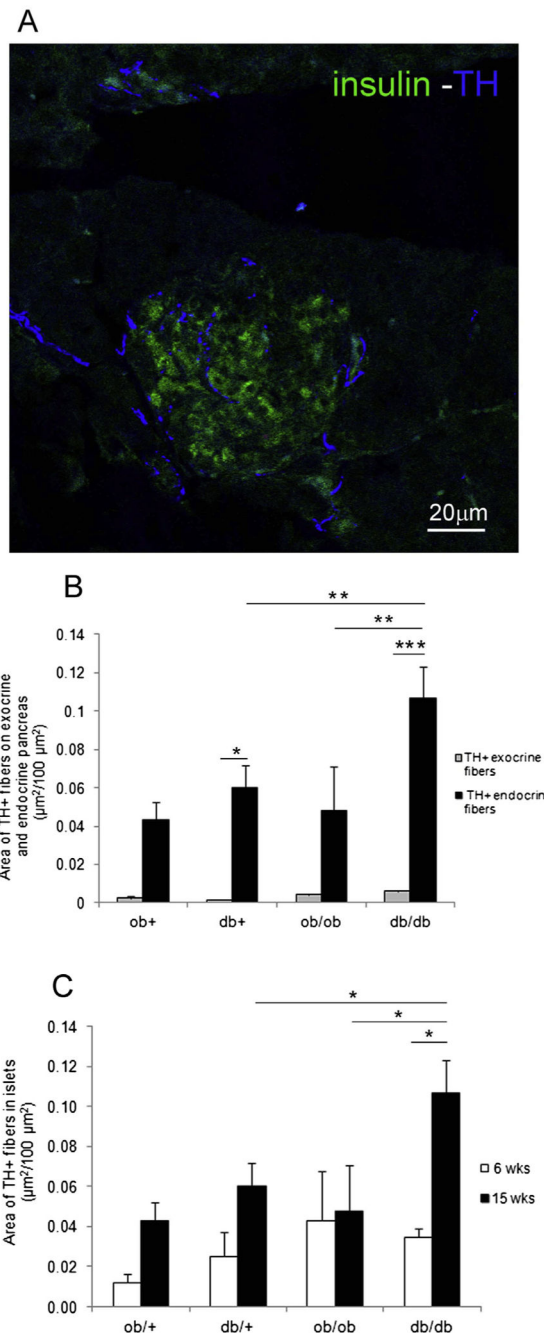 A
insulin -TH
20μm
B
**
**
***
*
0.14
0.12
0.1
0.08
0.06
0.04
0.02
0
Area of TH+ fibers on exocrine
and endocrine pancreas
(μm²/100 μm²)
TH+ exocrine
fibers
TH+ endocrin
fibers
ob+ db+ ob/ob db/db
C
*
*
*
0.14
0.12
0.10
0.08
0.06
0.04
0.02
0.00
Area of TH+ fibers in islets
(μm²/100 μm²)
6 wks
15 wks
ob/+ db/+ ob/ob db/db